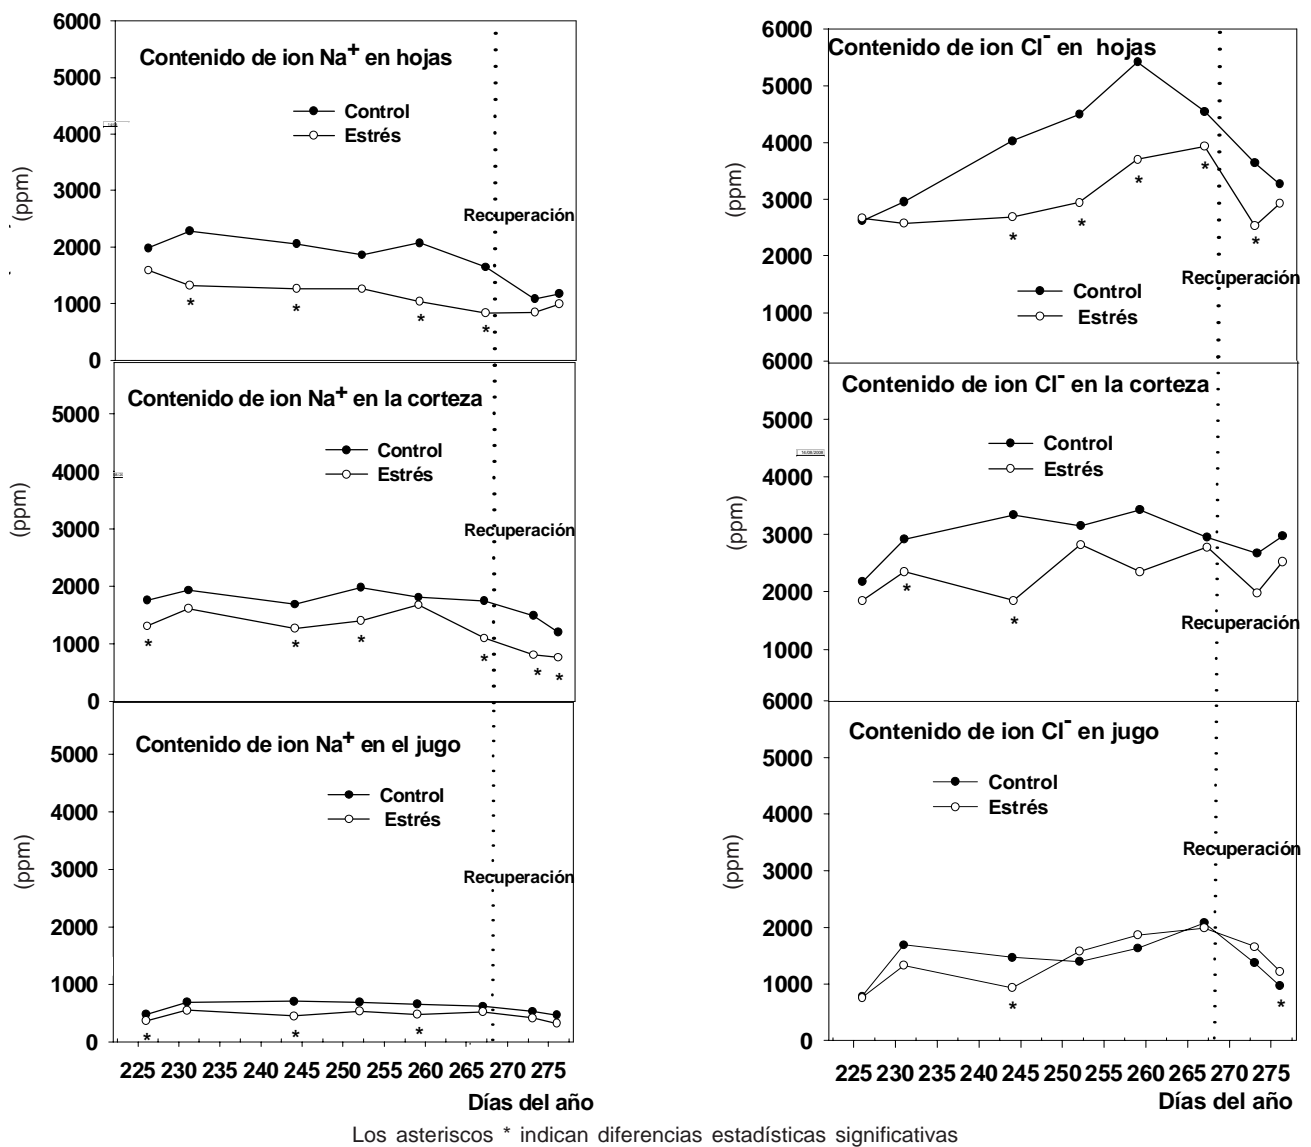 6000
Contenido de ion Na+ en hojas
5000
Control
Estrés
4000
(ppm)
3000
Recuperación
2000
1000
*
*
*
*
0
Contenido de ion Na+ en la corteza
5000
Control
4000
Estrés
(ppm)
3000
Recuperación
2000
1000
*
*
*
*
*
*
0
Contenido de ion Na+ en el jugo
5000
Control
4000
Estrés
(ppm)
3000
Recuperación
2000
1000
*
*
*
0
225 230 235 240 245 250 255 260 265 270 275
Días del año
6000
Contenido de ion Cl- en hojas
5000
4000
(ppm)
3000
*
*
*
*
*
2000
Recuperación
Control
1000
Estrés
6000
Contenido de ion Cl- en la corteza
5000
Control
Estrés
16/08/2009
4000
(ppm)
3000
2000
*
*
Recuperación
1000
6000
Contenido de ion Cl- en jugo
5000
Control
Estrés
4000
(ppm)
Recuperación
3000
2000
1000
*
*
0
225 230 235 240 245 250 255 260 265 270 275
Días del año
Los asteriscos * indican diferencias estadísticas significativas